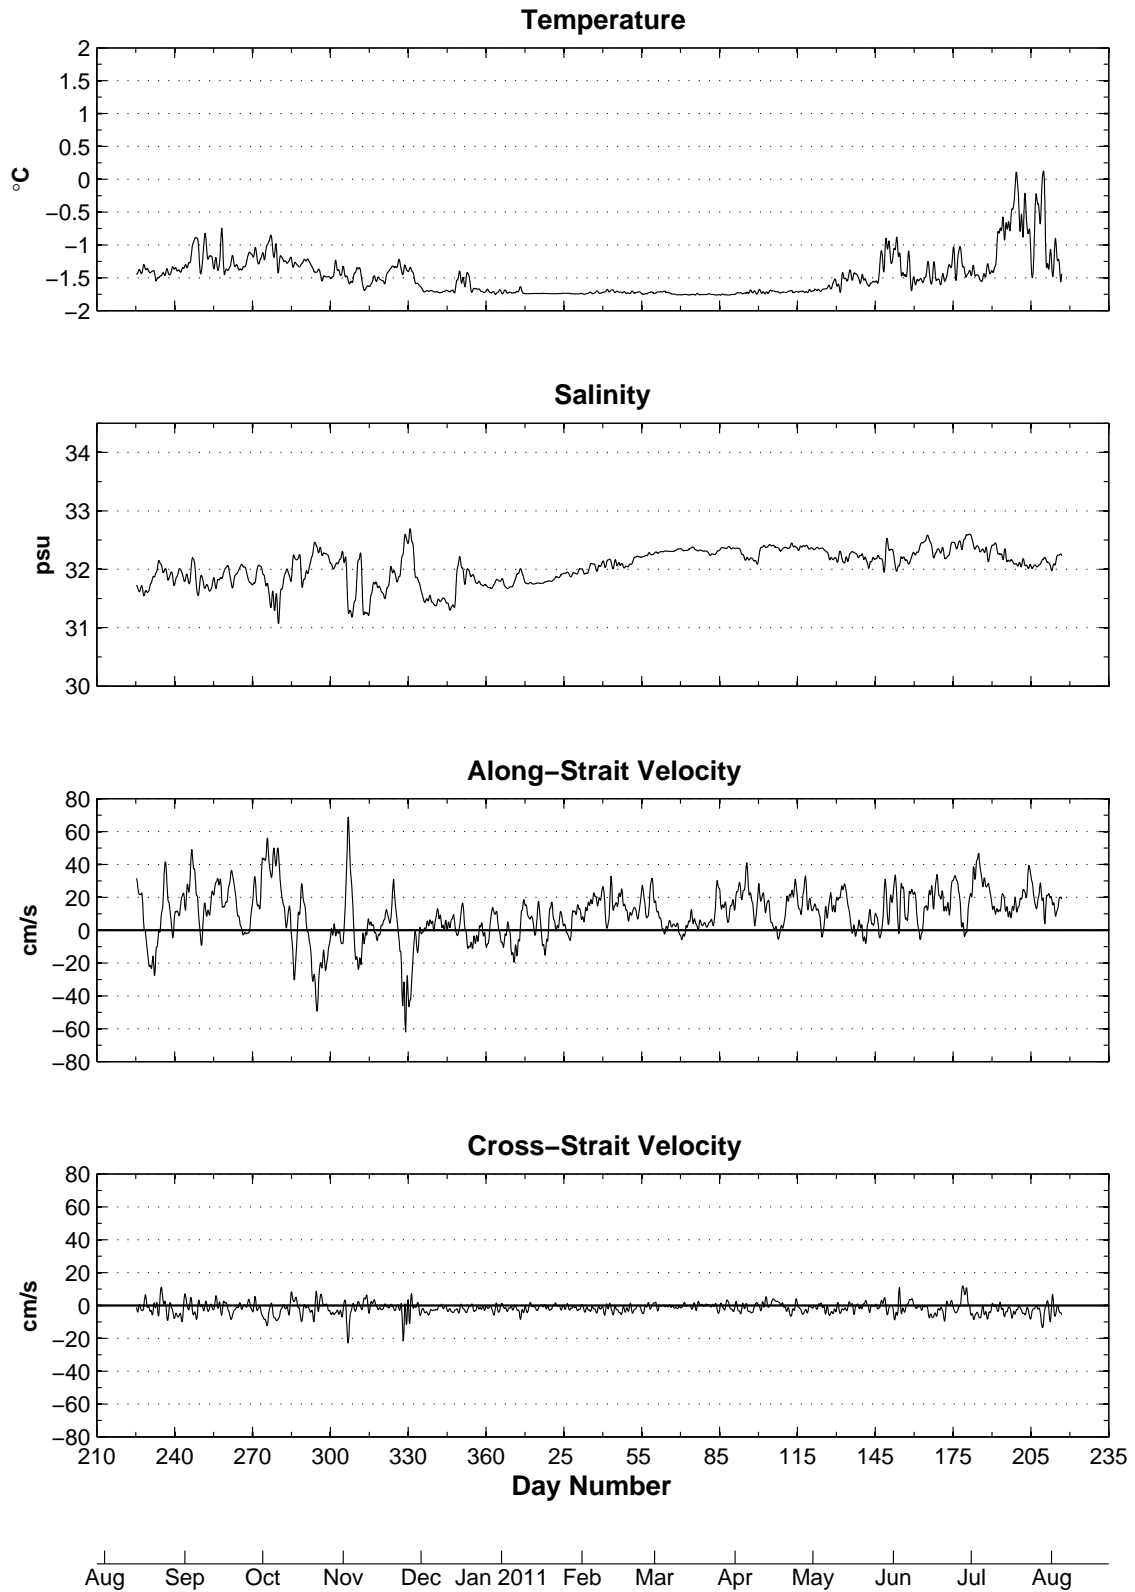 Temperature
2
1.5
1
0.5
0
−0.5
−1
−1.5
−2
°C
Salinity
34
33
32
31
30
psu
Along−Strait Velocity
80
60
40
20
0
−20
−40
−60
−80
cm/s
Cross−Strait Velocity
80
60
40
20
0
−20
−40
−60
−80
cm/s
210 240 270 300 330 360 25 55 85 115 145 175 205 235
Day Number
Aug Sep Oct Nov Dec Jan 2011 Feb Mar Apr May Jun Jul Aug